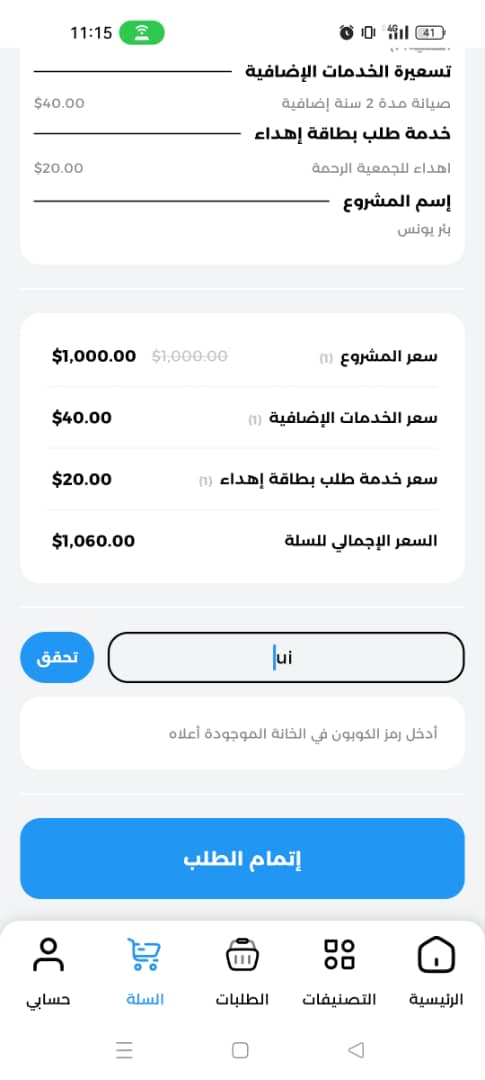 11:15 4G 41
تسعيرة الخدمات الإضافية
صيانة مدة 2 سنة إضافية $40.00
خدمة طلب بطاقة إهداء
اهداء للجمعية الرحمة $20.00
إسم المشروع
بئر يونس
سعر المشروع (1) $1,000.00 $1,000.00
سعر الخدمات الإضافية (1) $40.00
سعر خدمة طلب بطاقة إهداء (1) $20.00
السعر الإجمالي للسلة $1,060.00
ui تحقق
أدخل رمز الكوبون في الخانة الموجودة أعلاه
إتمام الطلب
الرئيسية التصنيفات الطلبات السلة حسابي